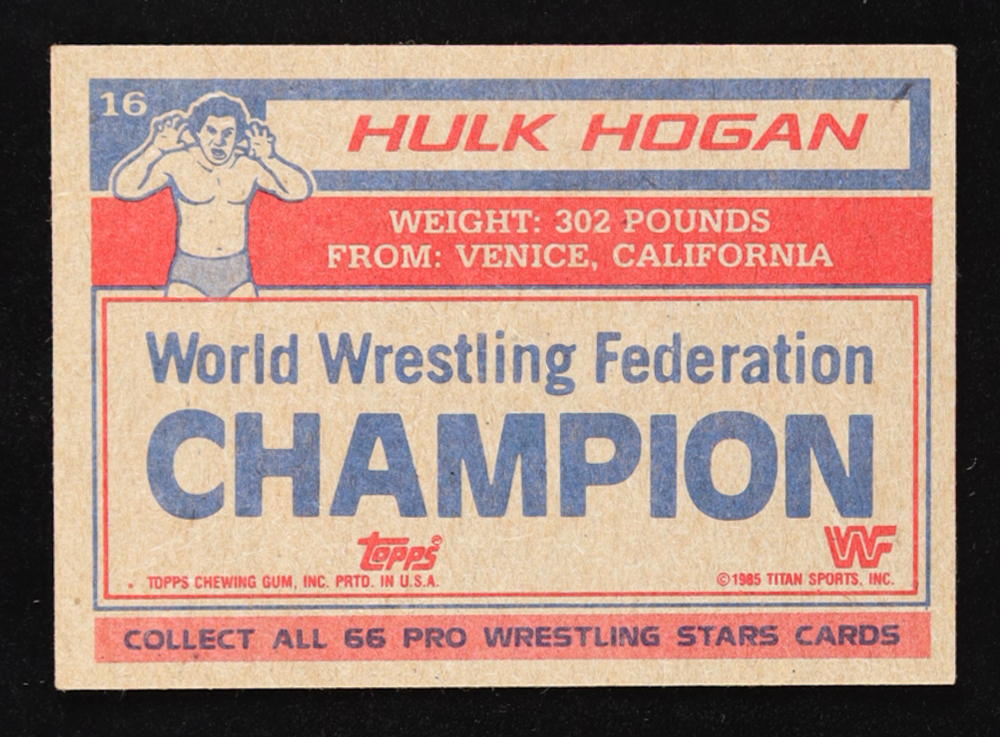 16
HULK HOGAN
WEIGHT: 302 POUNDS
FROM: VENICE, CALIFORNIA
World Wrestling Federation
CHAMPION
Topps®
WF
TOPPS CHEWING GUM, INC. PRTD. IN U.S.A.
©1985 TITAN SPORTS, INC.
COLLECT ALL 66 PRO WRESTLING STARS CARDS